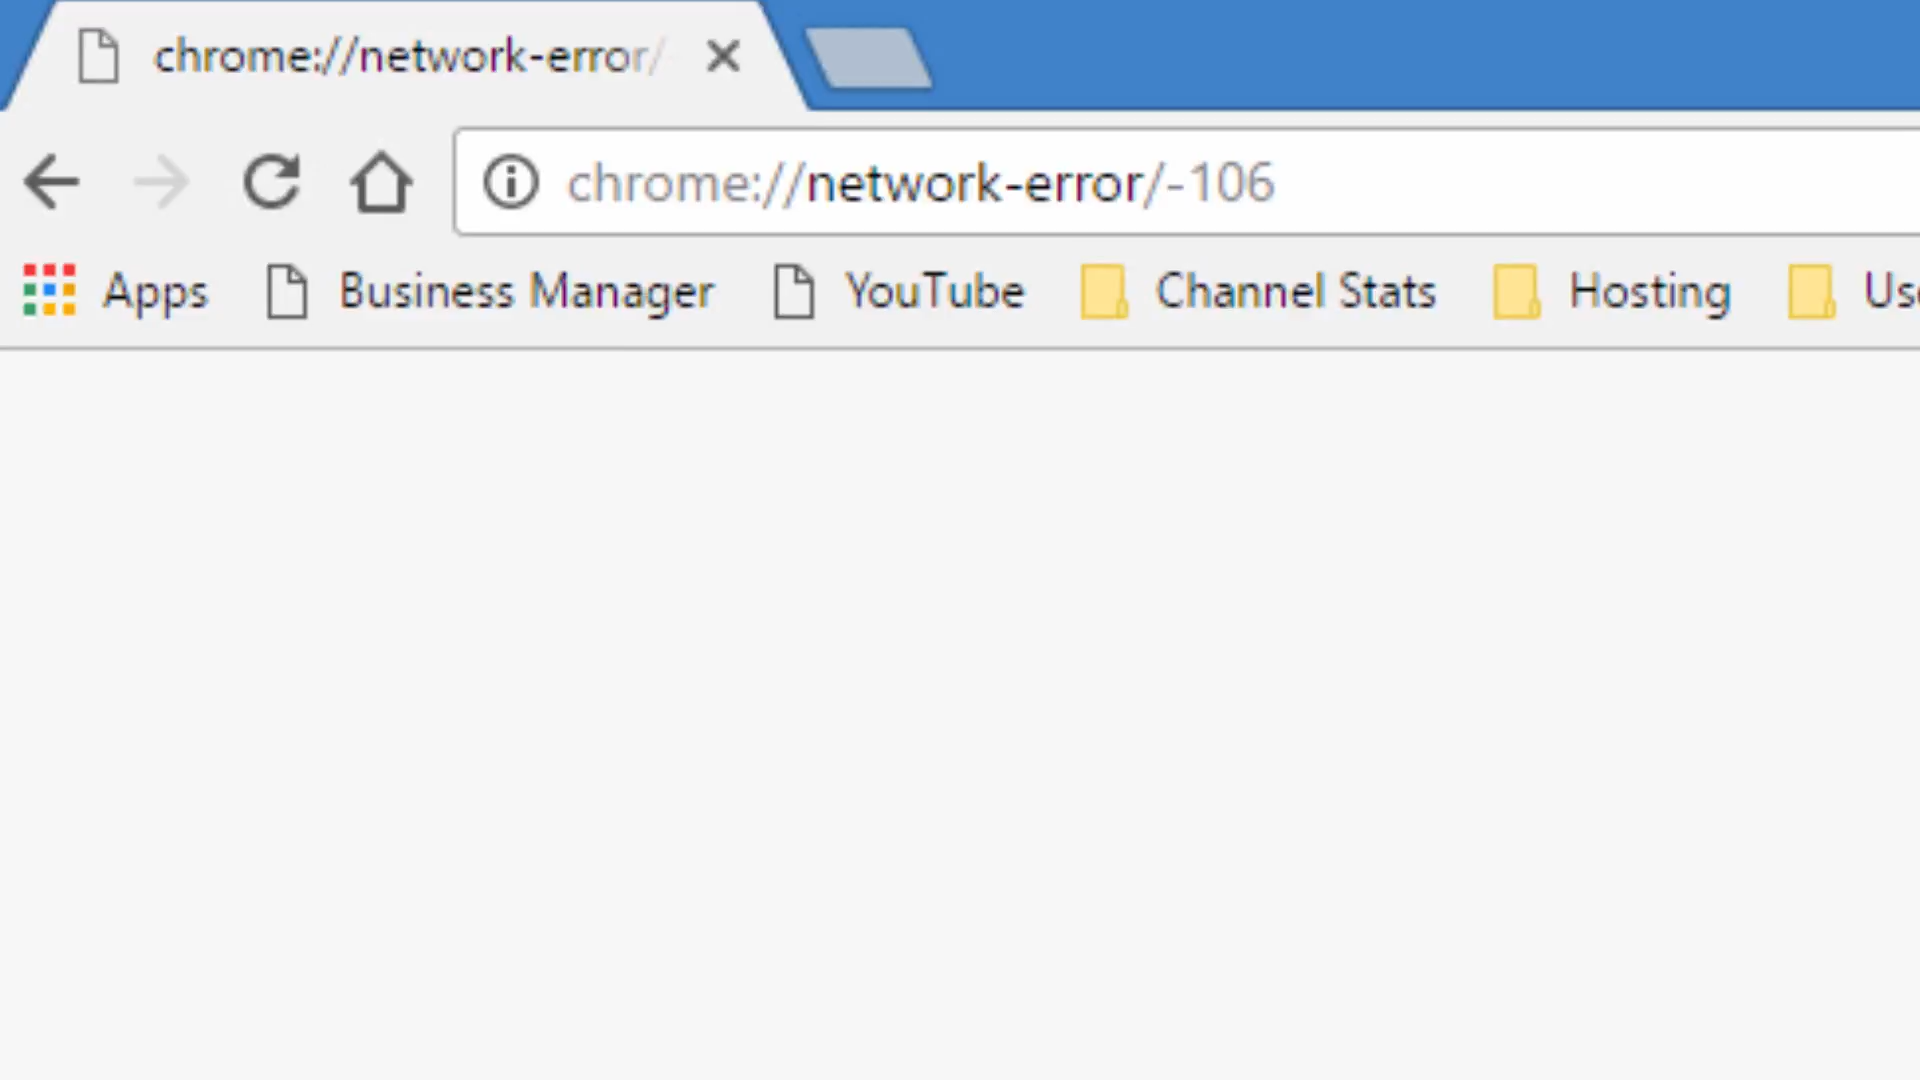 chrome://network-error/
chrome://network-error/-106
Apps Business Manager YouTube Channel Stats Hosting